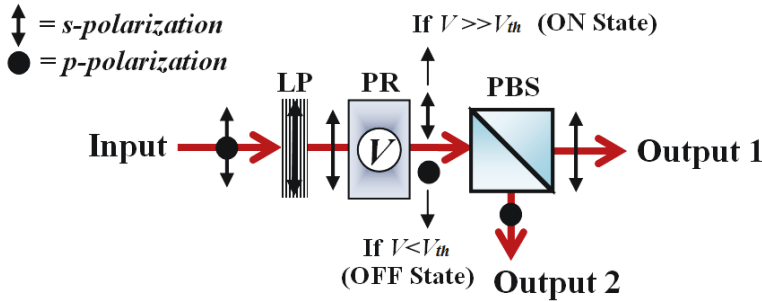 = s-polarization
= p-polarization
If V >>Vth (ON State)
LP
PR
PBS
Input
V
Output 1
If V<Vth
(OFF State)
Output 2